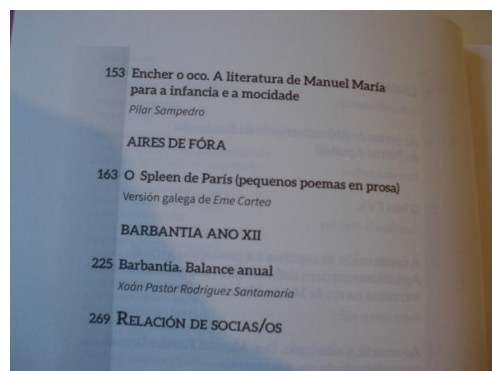 153 Encher o oco. A literatura de Manuel María
para a infancia e a mocidade
Pilar Sampedro
AIRES DE FÓRA
163 O Spleen de París (pequenos poemas en prosa)
Versión galega de Eme Cartea
BARBANTIA ANO XII
225 Barbantia. Balance anual
Xoán Pastor Rodríguez Santamaría
269 RELACIÓN DE SOCIAS/OS